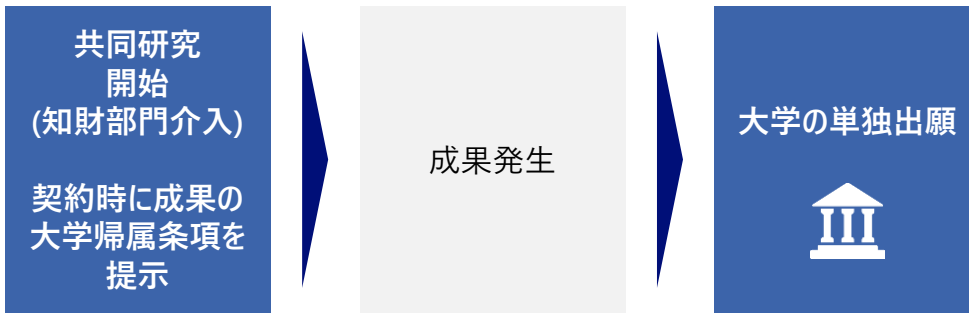 共同研究
開始
(知財部門介入)
契約時に成果の
大学帰属条項を
提示
成果発生
大学の単独出願